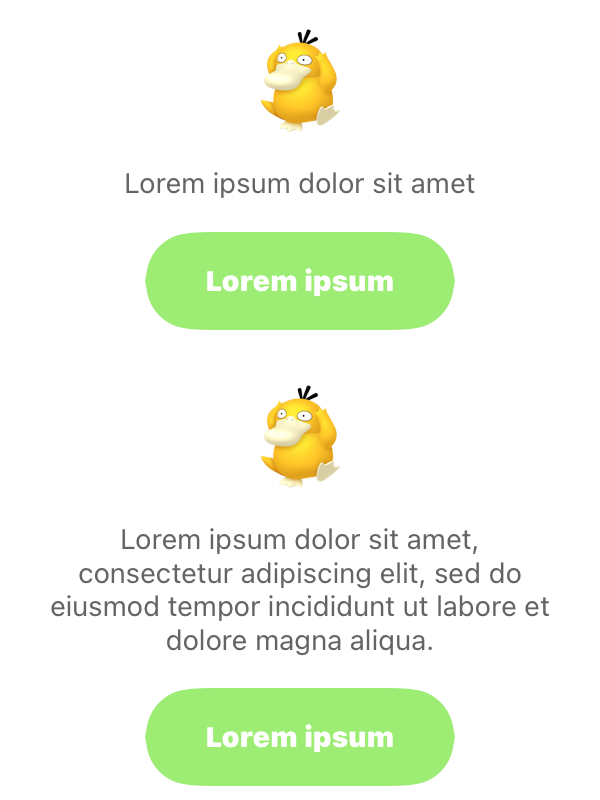 Lorem ipsum dolor sit amet
Lorem ipsum
Lorem ipsum dolor sit amet,
consectetur adipiscing elit, sed do
eiusmod tempor incididunt ut labore et
dolore magna aliqua.
Lorem ipsum